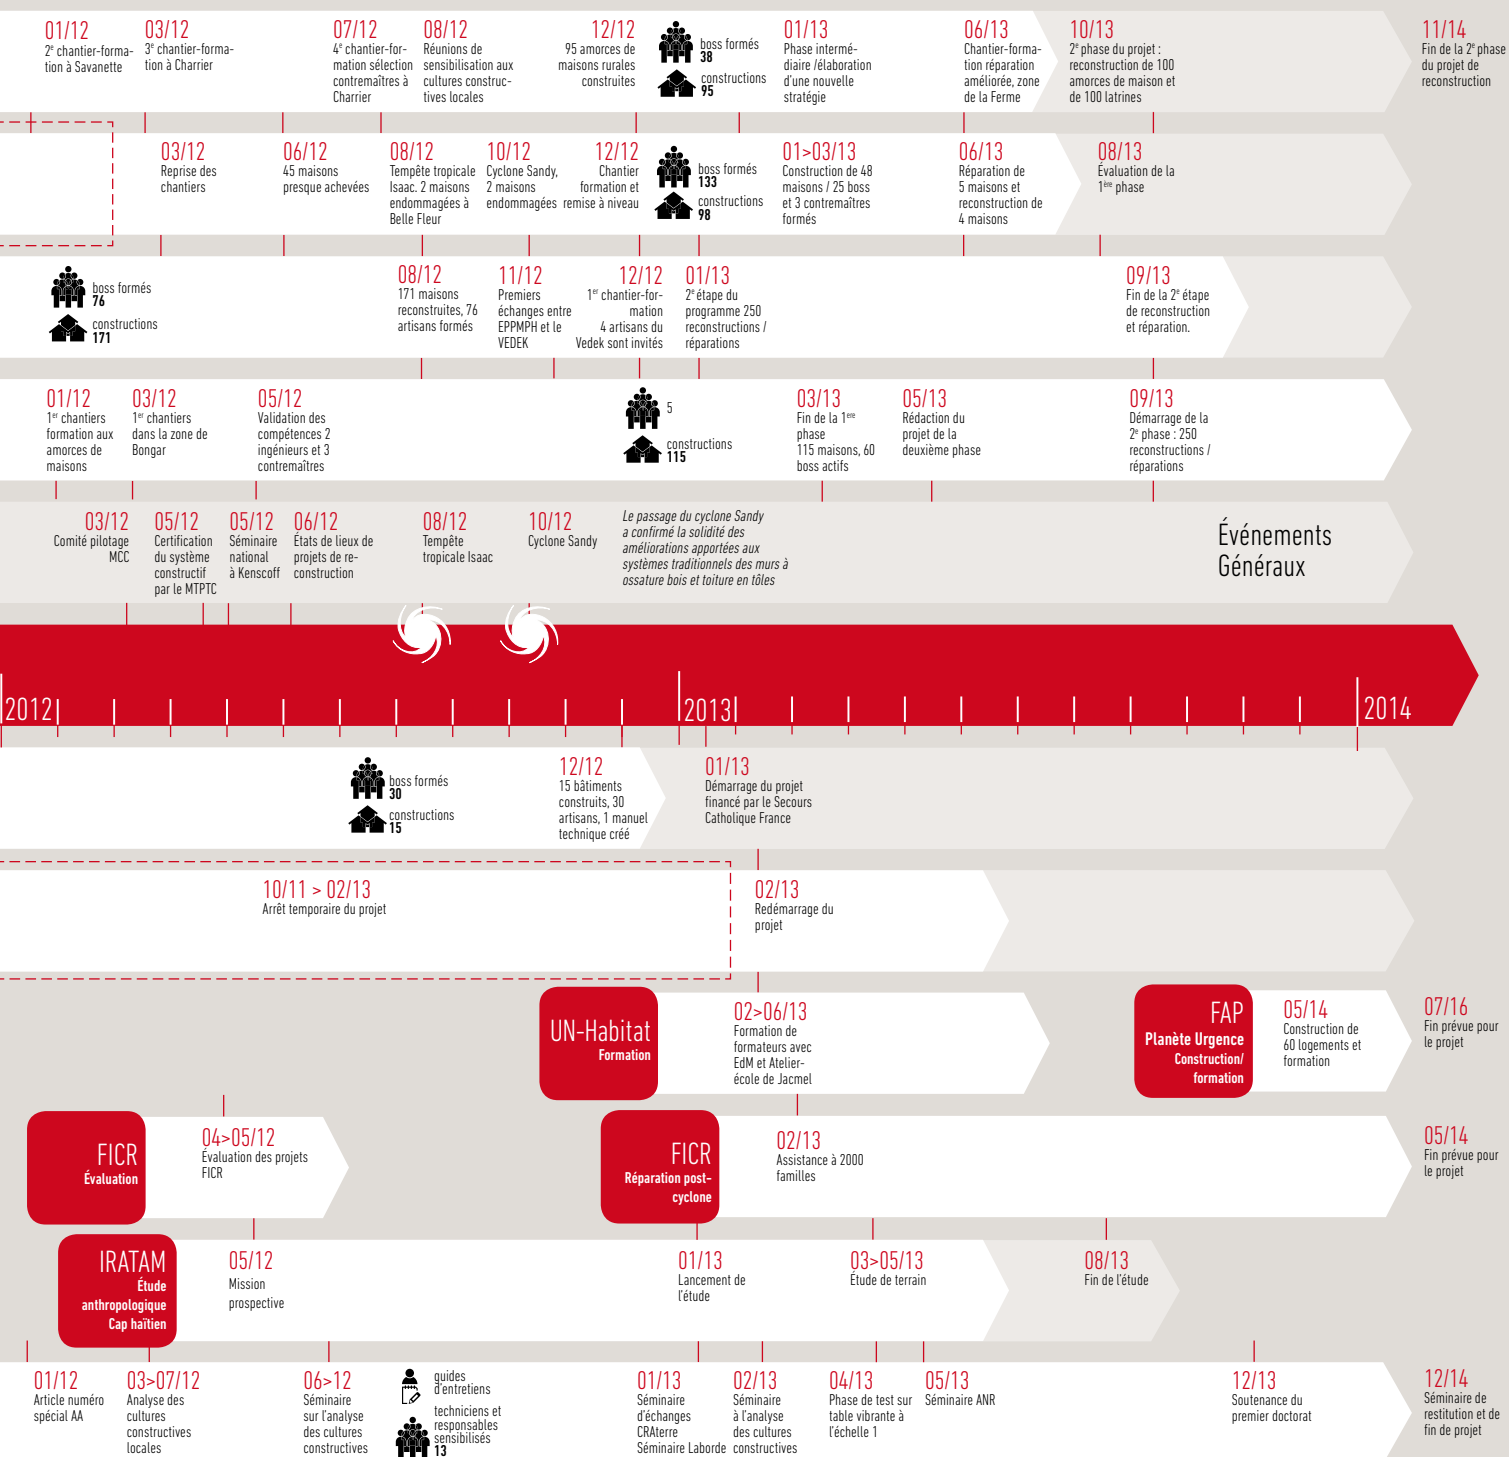 01/12
2e chantier-forma-
tion à Savanette
03/12
3e chantier-forma-
tion à Charrier
07/12
4e chantier-for-
mation sélection
contremaîtres à
Charrier
08/12
Réunions de
sensibilisation aux
cultures construc-
tives locales
12/12
95 amorces de
maisons rurales
construites
boss formés
38
constructions
95
01/13
Phase intermé-
diaire /élaboration
d'une nouvelle
stratégie
06/13
Chantier-forma-
tion réparation
améliorée, zone
de la Ferme
10/13
2e phase du projet :
reconstruction de 100
amorces de maison et
de 100 latrines
11/14
Fin de la 2e phase
du projet de
reconstruction
03/12
Reprise des
chantiers
06/12
45 maisons
presque achevées
08/12
Tempête tropicale
Isaac. 2 maisons
endommagées à
Belle Fleur
10/12
Cyclone Sandy,
2 maisons
endommagées
12/12
Chantier
formation et
remise à niveau
boss formés
133
constructions
98
01>03/13
Construction de 48
maisons / 25 boss
et 3 contremaîtres
formés
06/13
Réparation de
5 maisons et
reconstruction de
4 maisons
08/13
Évaluation de la
1ère phase
boss formés
76
constructions
171
08/12
171 maisons
reconstruites, 76
artisans formés
11/12
Premiers
échanges entre
EPPMPH et le
VEDEK
12/12
1er chantier-for-
mation
4 artisans du
Vedek sont invités
01/13
2e étape du
programme 250
reconstructions /
réparations
09/13
Fin de la 2e étape
de reconstruction
et réparation.
01/12
1er chantiers
formation aux
amorces de
maisons
03/12
1er chantiers
dans la zone de
Bongar
05/12
Validation des
compétences 2
ingénieurs et 3
contremaîtres
5
constructions
115
03/13
Fin de la 1ere
phase
115 maisons, 60
boss actifs
05/13
Rédaction du
projet de la
deuxième phase
09/13
Démarrage de la
2e phase : 250
reconstructions /
réparations
03/12
Comité pilotage
MCC
05/12
Certification
du système
constructif
par le MTPTC
05/12
Séminaire
national
à Kenscoff
06/12
États de lieux de
projets de re-
construction
08/12
Tempête
tropicale Isaac
10/12
Cyclone Sandy
Le passage du cyclone Sandy
a confirmé la solidité des
améliorations apportées aux
systèmes traditionnels des murs à
ossature bois et toiture en tôles
Événements
Généraux
2012
2013
2014
boss formés
30
constructions
15
12/12
15 bâtiments
construits, 30
artisans, 1 manuel
technique créé
01/13
Démarrage du projet
financé par le Secours
Catholique France
10/11 > 02/13
Arrêt temporaire du projet
02/13
Redémarrage du
projet
UN-Habitat
Formation
02>06/13
Formation de
formateurs avec
EdM et Atelier-
école de Jacmel
FAP
Planète Urgence
Construction/
formation
05/14
Construction de
60 logements et
formation
07/16
Fin prévue pour
le projet
FICR
Évaluation
04>05/12
Évaluation des projets
FICR
FICR
Réparation post-
cyclone
02/13
Assistance à 2000
familles
05/14
Fin prévue pour
le projet
IRATAM
Étude
anthropologique
Cap haïtien
05/12
Mission
prospective
01/13
Lancement de
l'étude
03>05/13
Étude de terrain
08/13
Fin de l'étude
01/12
Article numéro
spécial AA
03>07/12
Analyse des
cultures
constructives
locales
06>12
Séminaire
sur l'analyse
des cultures
constructives
guides
d'entretiens
techniciens et
responsables
sensibilisés
13
01/13
Séminaire
d'échanges
CRAterre
Séminaire Laborde
02/13
Séminaire
à l'analyse
des cultures
constructives
04/13
Phase de test sur
table vibrante à
l'échelle 1
05/13
Séminaire ANR
12/13
Soutenance du
premier doctorat
12/14
Séminaire de
restitution et de
fin de projet